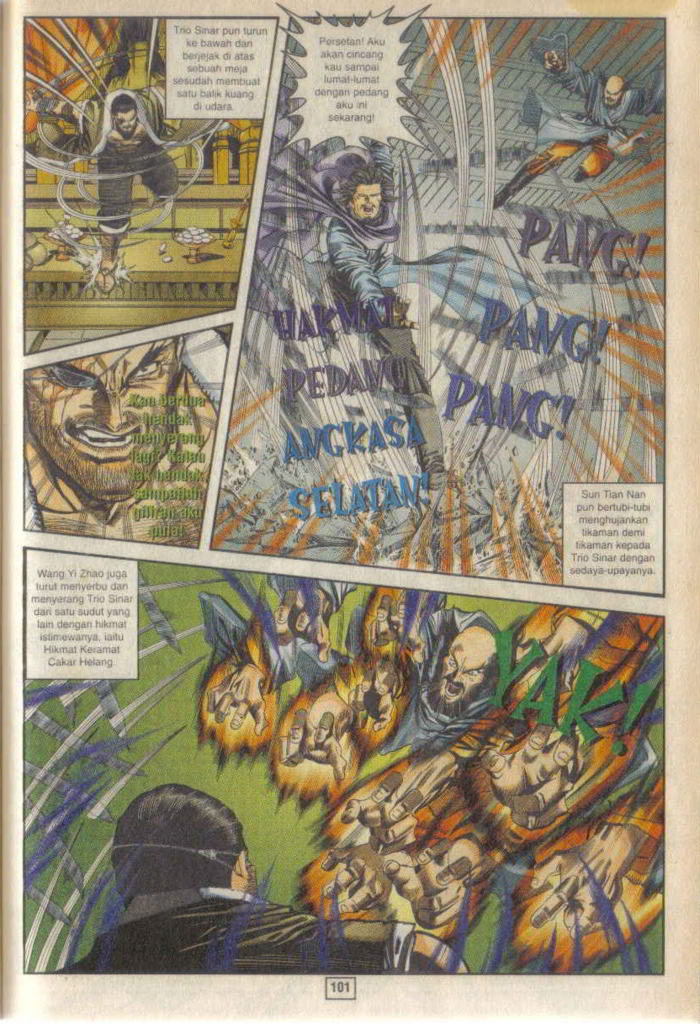 Trio Sinar pun turun
ke bawah dan
berjejak di atas
sebuah meja
sesudah membuat
satu balik kuang
di udara.
Persetan! Aku
akan cincang
kau sampai
lumat-lumat
dengan pedang
aku ini
sekarang!
PANG!
PANG!
PANG!
HAKMAT
PEDANG
ANGKASA
SELATAN!
Sun Tian Nan
pun bertubi-tubi
menghujankan
tikaman demi
tikaman kepada
Trio Sinar dengan
sedaya-upayanya.
Kau berdua
hendak
menyerang
lagi? Kalau
tak hendak
sampailah
giliran aku
pula!
Wang Yi Zhao juga
turut menyerbu dan
menyerang Trio Sinar
dari satu sudut yang
lain dengan hikmat
istimewanya, iaitu
Hikmat Keramat
Cakar Helang.
YAK!
101